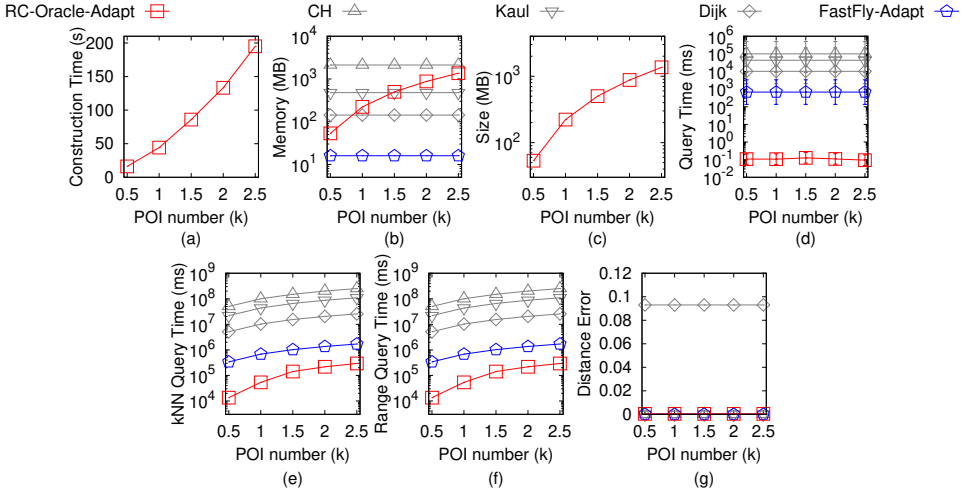 RC-Oracle-Adapt CH Kaul Dijk FastFly-Adapt
Construction Time (s)
200
150
100
50
0
0.5 1 1.5 2 2.5
POI number (k)
(a)
Memory (MB)
10^4
10^3
10^2
10^1
0.5 1 1.5 2 2.5
POI number (k)
(b)
Size (MB)
10^3
10^2
0.5 1 1.5 2 2.5
POI number (k)
(c)
Query Time (ms)
10^6
10^5
10^4
10^3
10^2
10^1
10^0
10^-1
10^-2
0.5 1 1.5 2 2.5
POI number (k)
(d)
kNN Query Time (ms)
10^9
10^8
10^7
10^6
10^5
10^4
0.5 1 1.5 2 2.5
POI number (k)
(e)
Range Query Time (ms)
10^9
10^8
10^7
10^6
10^5
10^4
0.5 1 1.5 2 2.5
POI number (k)
(f)
Distance Error
0.12
0.1
0.08
0.06
0.04
0.02
0
0.5 1 1.5 2 2.5
POI number (k)
(g)